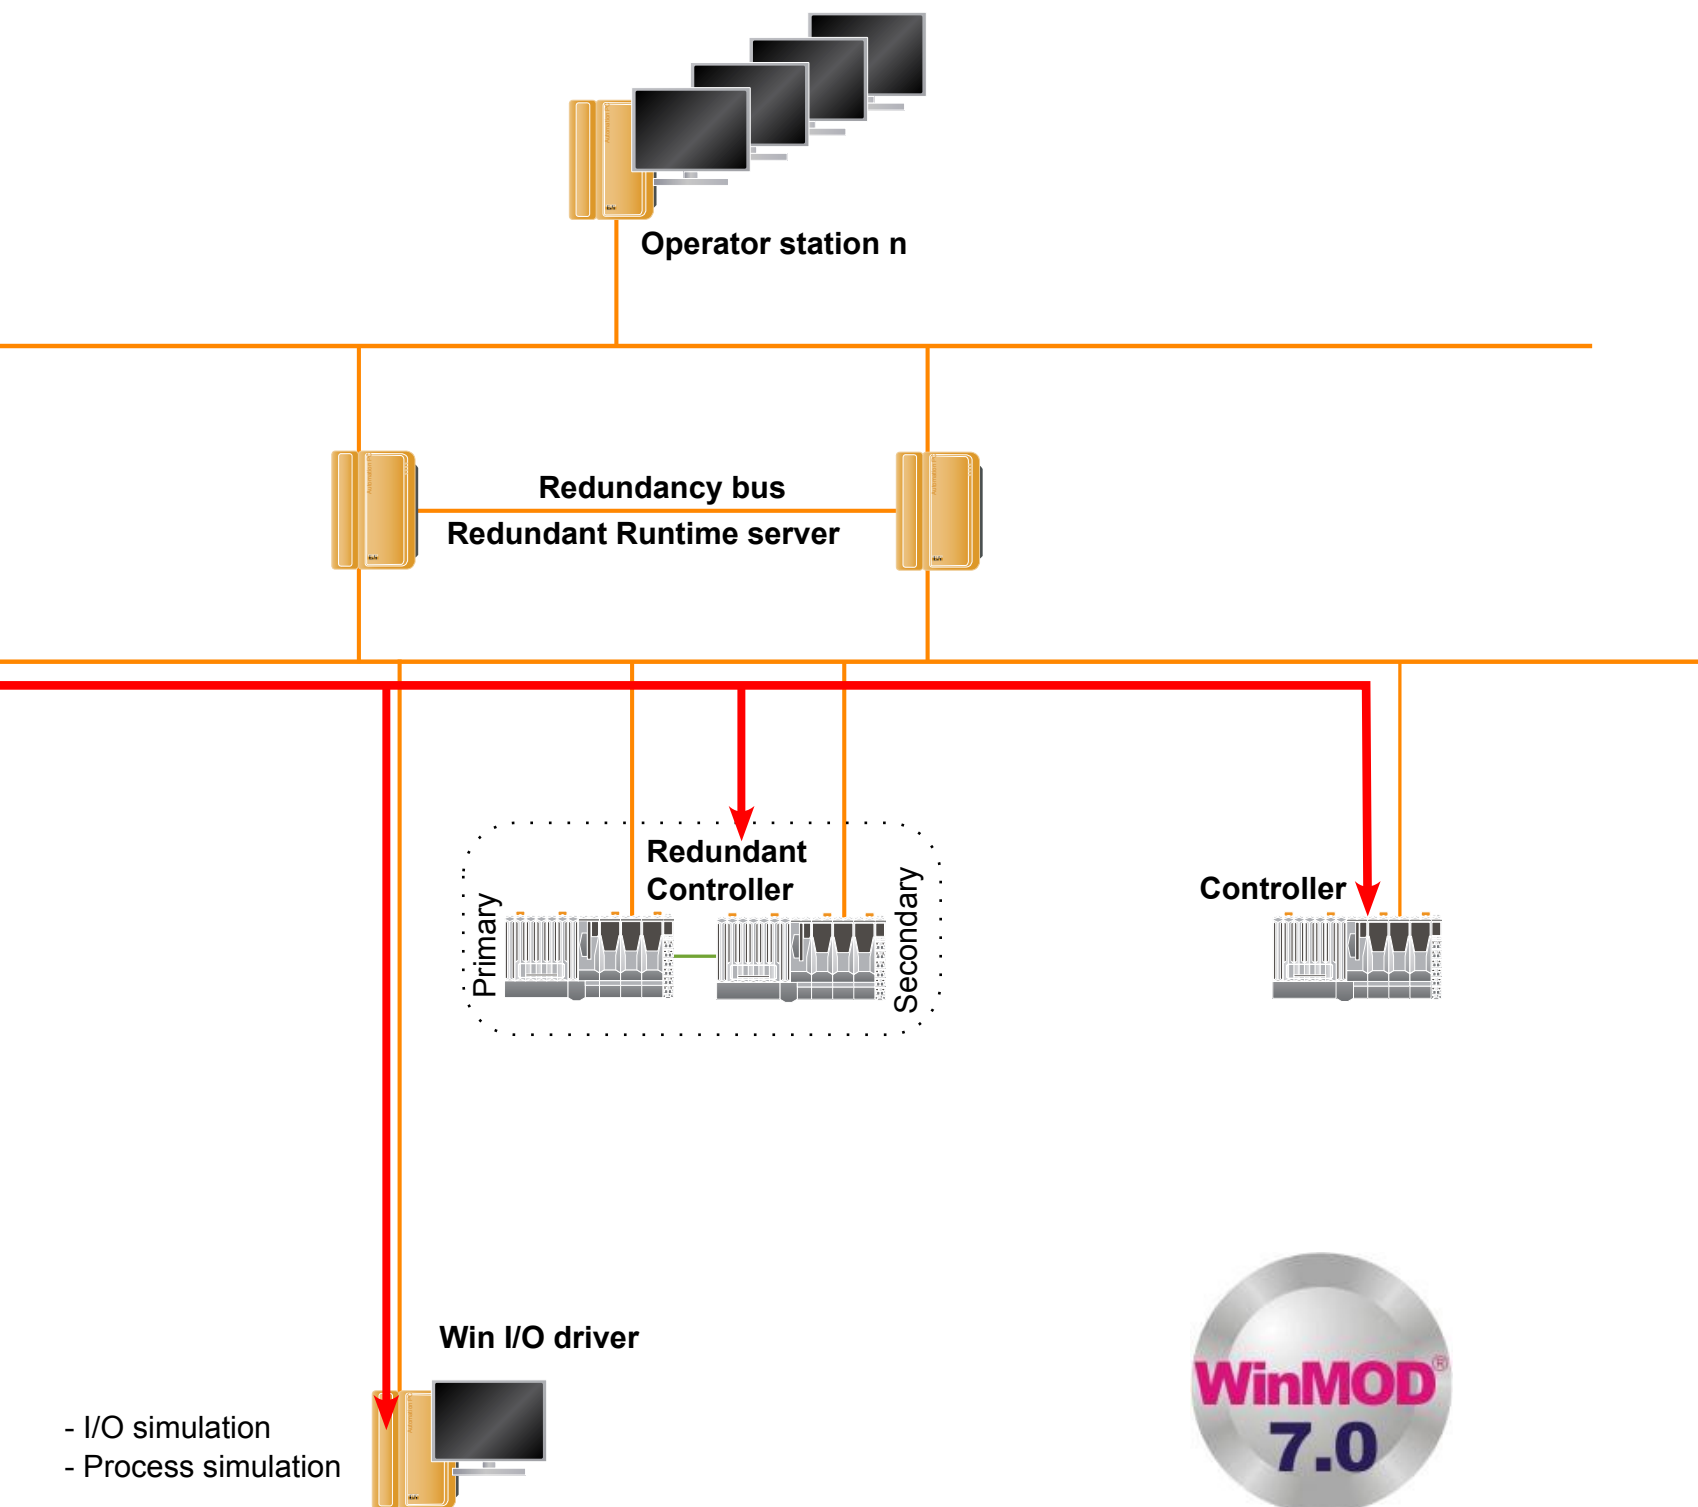 Operator station n
Redundancy bus
Redundant Runtime server
Redundant
Controller
Primary
Secondary
Controller
Win I/O driver
- I/O simulation
- Process simulation
WinMOD®
7.0